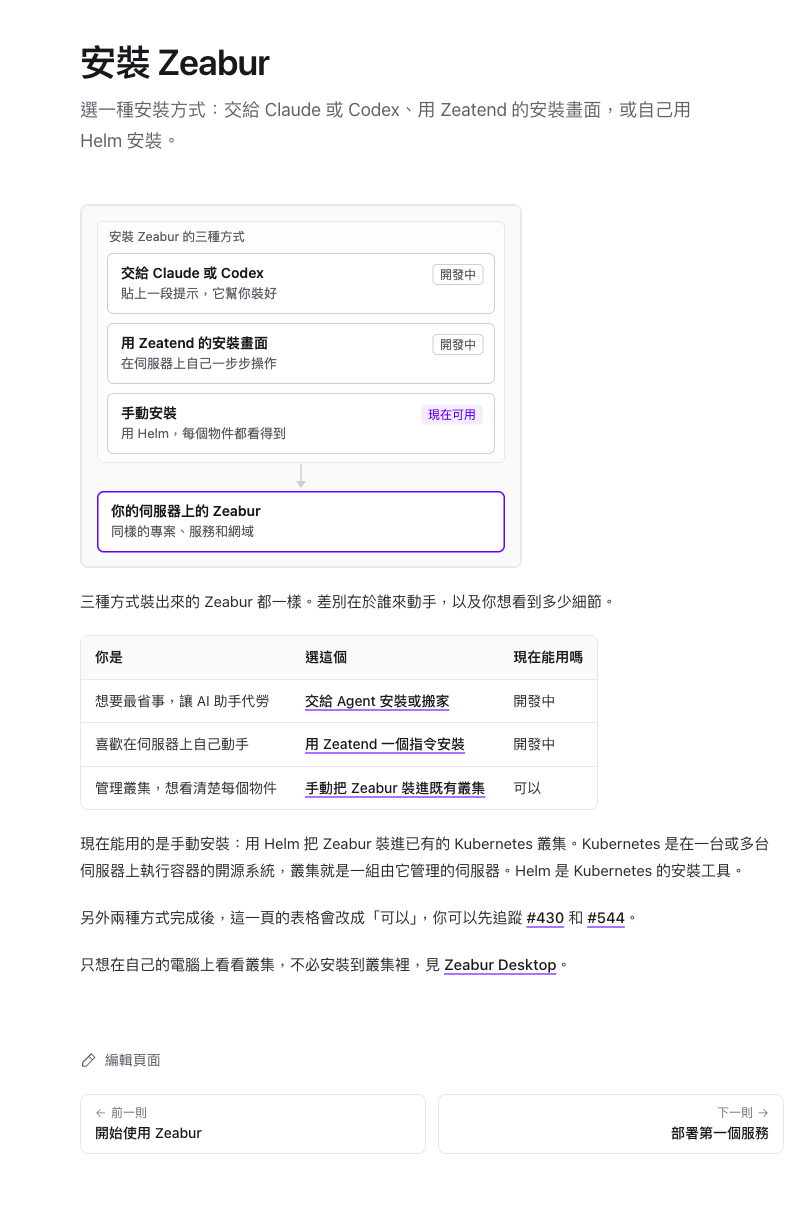 安裝 Zeabur
選一種安裝方式：交給 Claude 或 Codex、用 Zeatend 的安裝畫面，或自己用
Helm 安裝。
安裝 Zeabur 的三種方式
交給 Claude 或 Codex
開發中
貼上一段提示，它幫你裝好
用 Zeatend 的安裝畫面
開發中
在伺服器上自己一步步操作
手動安裝
現在可用
用 Helm，每個物件都看得到
你的伺服器上的 Zeabur
同樣的專案、服務和網域
三種方式裝出來的 Zeabur 都一樣。差別在於誰來動手，以及你想看到多少細節。
你是 選這個 現在能用嗎
想要最省事，讓 AI 助手代勞 交給 Agent 安裝或搬家 開發中
喜歡在伺服器上自己動手 用 Zeatend 一個指令安裝 開發中
管理叢集，想看清楚每個物件 手動把 Zeabur 裝進既有叢集 可以
現在能用的是手動安裝：用 Helm 把 Zeabur 裝進已有的 Kubernetes 叢集。Kubernetes 是在一台或多台
伺服器上執行容器的開源系統，叢集就是一組由它管理的伺服器。Helm 是 Kubernetes 的安裝工具。
另外兩種方式完成後，這一頁的表格會改成「可以」，你可以先追蹤 #430 和 #544。
只想在自己的電腦上看看叢集，不必安裝到叢集裡，見 Zeabur Desktop。
編輯頁面
← 前一則
開始使用 Zeabur
下一則 →
部署第一個服務